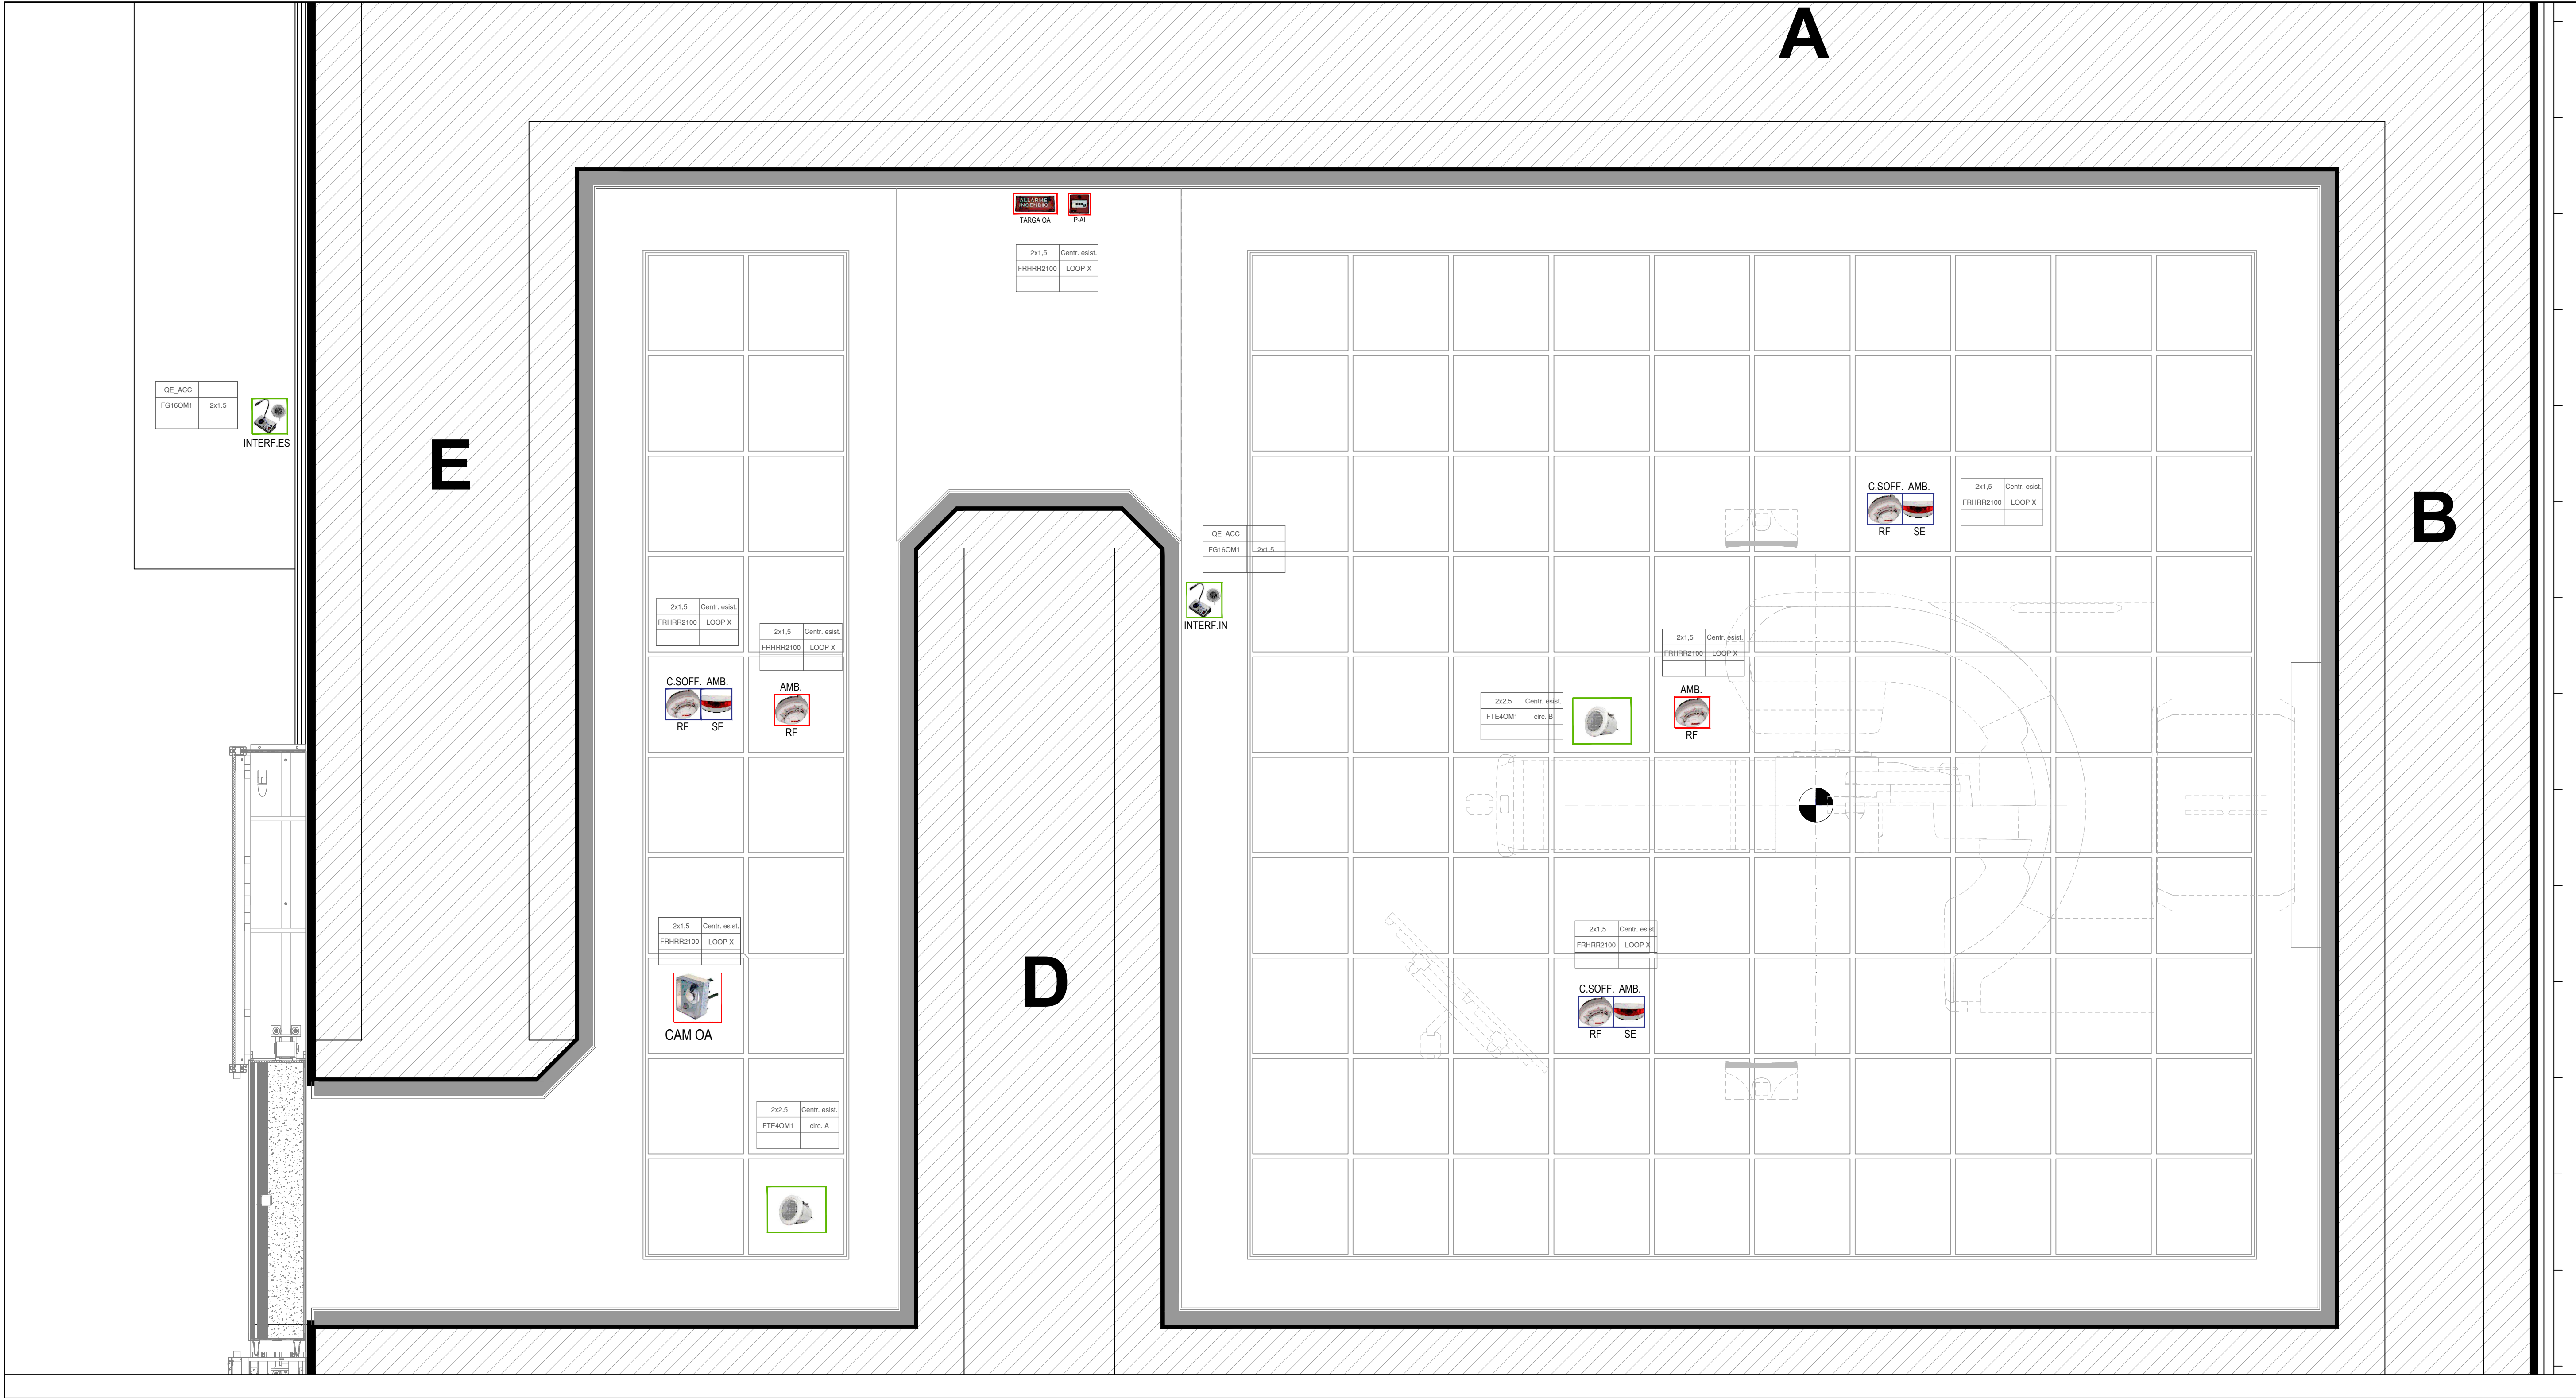 A
ALLARME
INCENDIO
TARGA OA
P-AI
2x1,5 Centr. esist.
FRHRR2100 LOOP X
QE_ACC
FG16OM1 2x1.5
INTERF.ES
E
B
C.SOFF. AMB.
RF SE
2x1,5 Centr. esist.
FRHRR2100 LOOP X
QE_ACC
FG16OM1 2x1.5
INTERF.IN
2x1,5 Centr. esist.
FRHRR2100 LOOP X
2x1,5 Centr. esist.
FRHRR2100 LOOP X
C.SOFF. AMB.
RF SE
AMB.
RF
2x1,5 Centr. esist.
FRHRR2100 LOOP X
AMB.
RF
2x2.5 Centr. esist.
FTE4OM1 circ. B
2x1,5 Centr. esist.
FRHRR2100 LOOP X
CAM OA
D
2x1,5 Centr. esist.
FRHRR2100 LOOP X
C.SOFF. AMB.
RF SE
2x2.5 Centr. esist.
FTE4OM1 circ. A